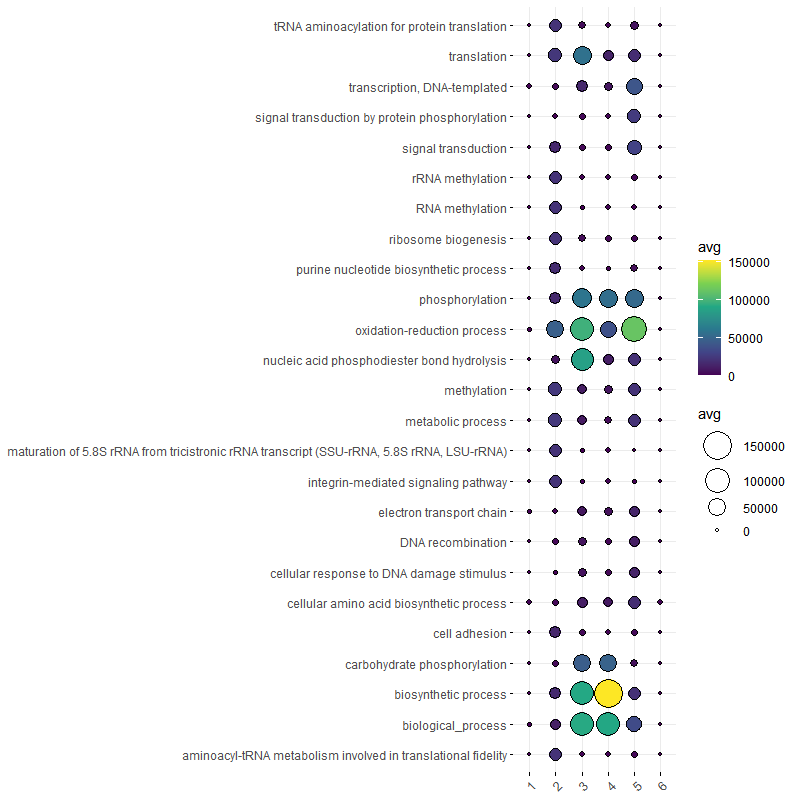 tRNA aminoacylation for protein translation
translation
transcription, DNA-templated
signal transduction by protein phosphorylation
signal transduction
rRNA methylation
RNA methylation
ribosome biogenesis
purine nucleotide biosynthetic process
phosphorylation
oxidation-reduction process
nucleic acid phosphodiester bond hydrolysis
methylation
metabolic process
maturation of 5.8S rRNA from tricistronic rRNA transcript (SSU-rRNA, 5.8S rRNA, LSU-rRNA)
integrin-mediated signaling pathway
electron transport chain
DNA recombination
cellular response to DNA damage stimulus
cellular amino acid biosynthetic process
cell adhesion
carbohydrate phosphorylation
biosynthetic process
biological_process
aminoacyl-tRNA metabolism involved in translational fidelity
1 2 3 4 5 6
avg
150000
100000
50000
0
avg
150000
100000
50000
0